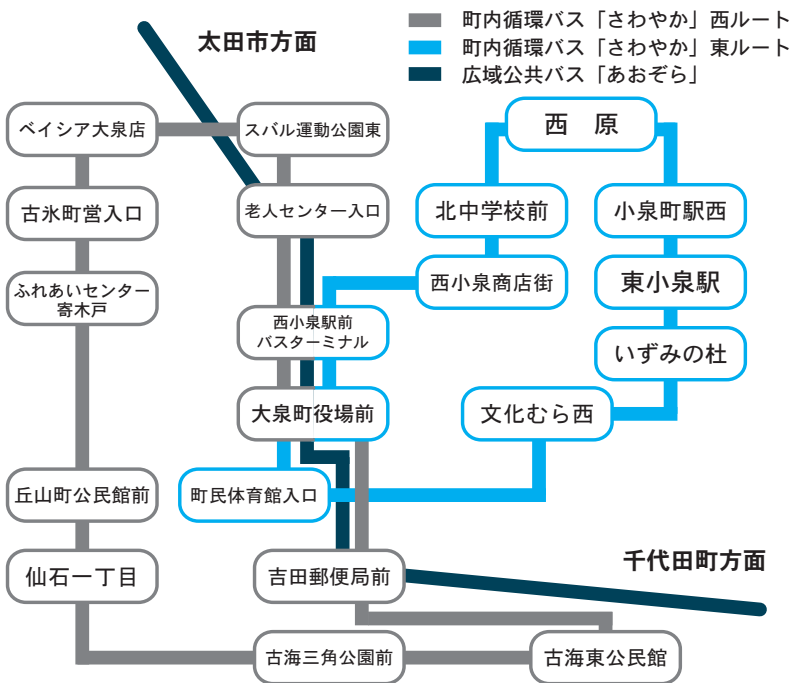 町内循環バス「さわやか」西ルート
町内循環バス「さわやか」東ルート
広域公共バス「あおぞら」
太田市方面
ベイシア大泉店
スバル運動公園東
西 原
古氷町営入口
老人センター入口
北中学校前
小泉町駅西
ふれあいセンター
寄木戸
西小泉商店街
東小泉駅
西小泉駅前
バスターミナル
いずみの杜
大泉町役場前
文化むら西
丘山町公民館前
町民体育館入口
千代田町方面
仙石一丁目
吉田郵便局前
古海三角公園前
古海東公民館